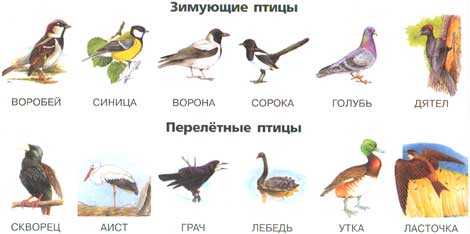 Зимующие птицы
ВОРОБЕЙ СИНИЦА ВОРОНА СОРОКА ГОЛУБЬ ДЯТЕЛ
Перелётные птицы
СКВОРЕЦ АИСТ ГРАЧ ЛЕБЕДЬ УТКА ЛАСТОЧКА